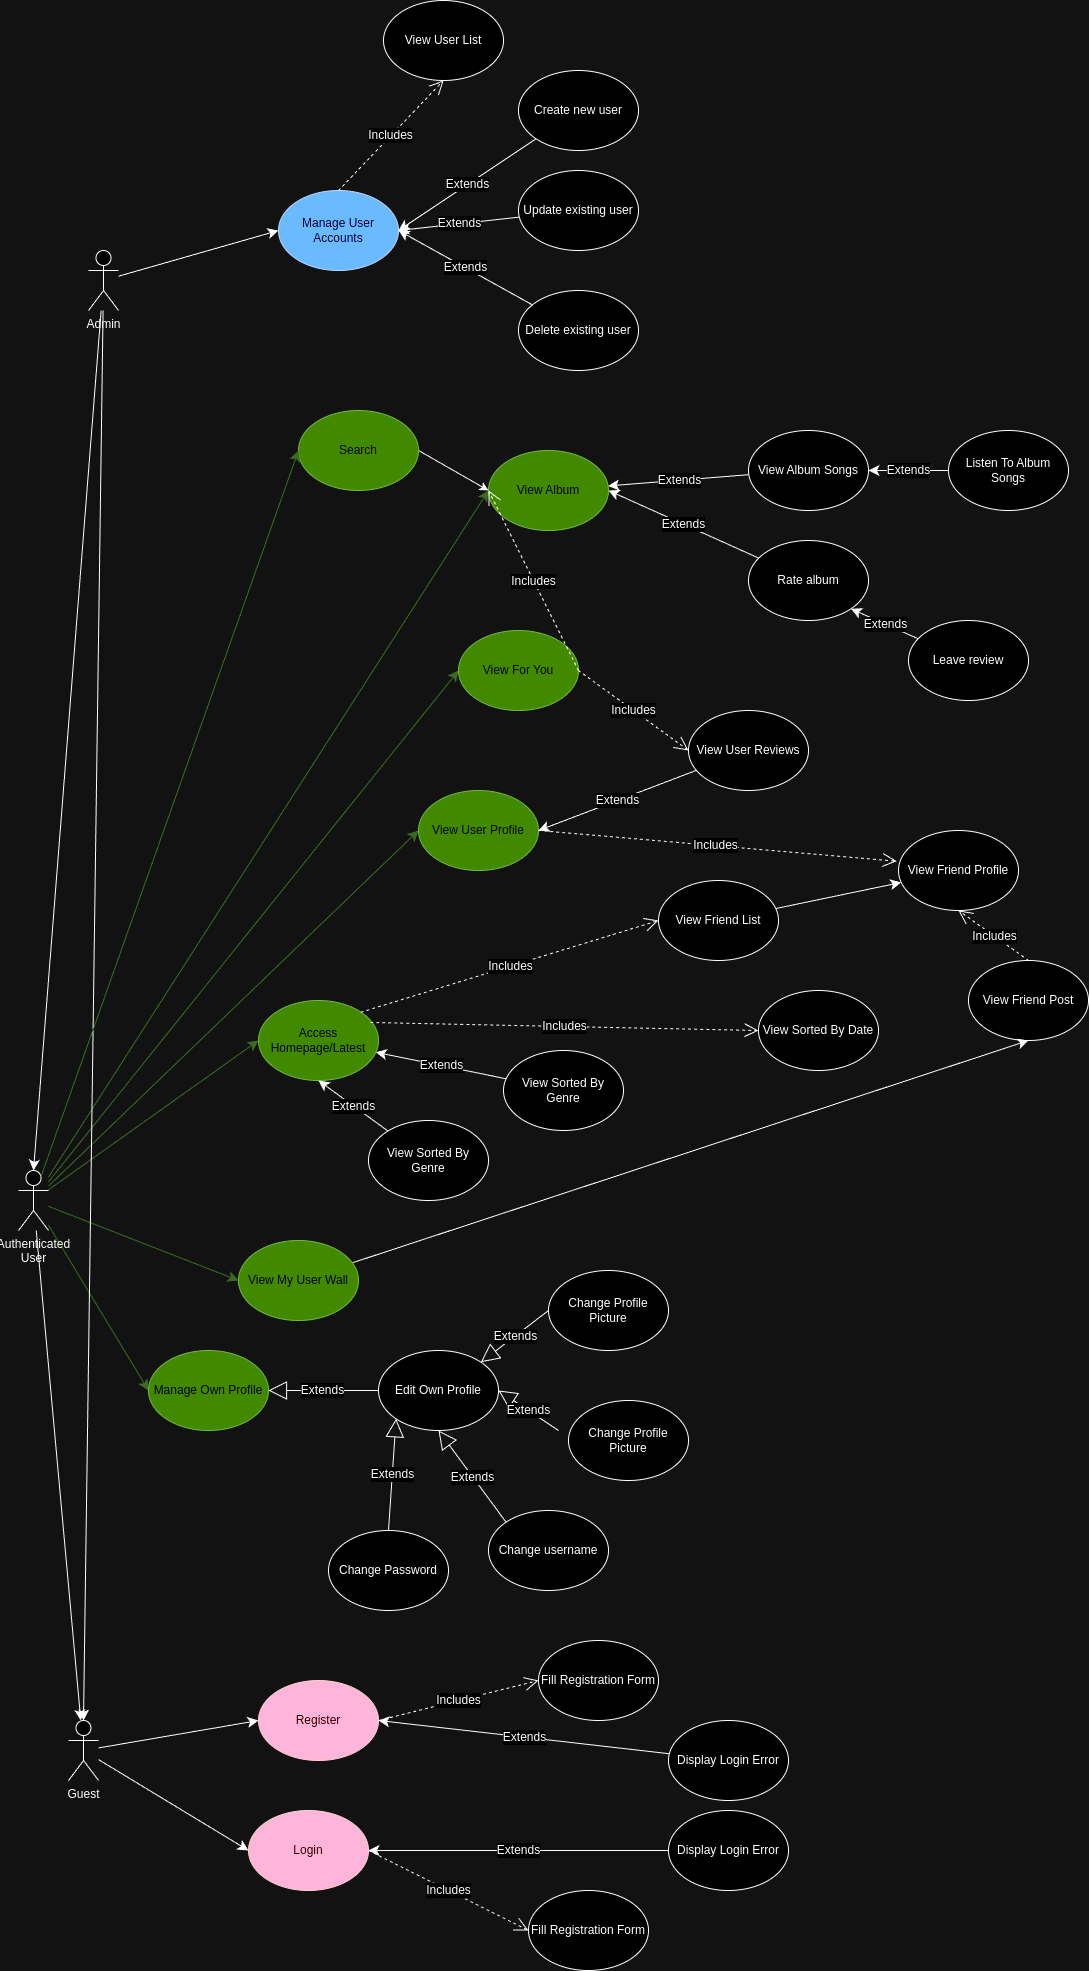 View User List
Includes
Create new user
Extends
Update existing user
Extends
Manage User
Accounts
Extends
Delete existing user
Admin
Search
View Album
Extends
View Album Songs
Extends
Listen To Album
Songs
Extends
Rate album
Includes
Extends
Leave review
View For You
Includes
View User Reviews
Extends
View User Profile
Includes
View Friend Profile
View Friend List
Includes
Includes
View Friend Post
Access
Homepage/Latest
Includes
View Sorted By Date
Extends
View Sorted By
Genre
Extends
View Sorted By
Genre
Authenticated
User
View My User Wall
Change Profile
Picture
Extends
Manage Own Profile
Extends
Edit Own Profile
Extends
Change Profile
Picture
Extends
Extends
Change username
Change Password
Fill Registration Form
Includes
Register
Extends
Display Login Error
Guest
Login
Extends
Display Login Error
Includes
Fill Registration Form